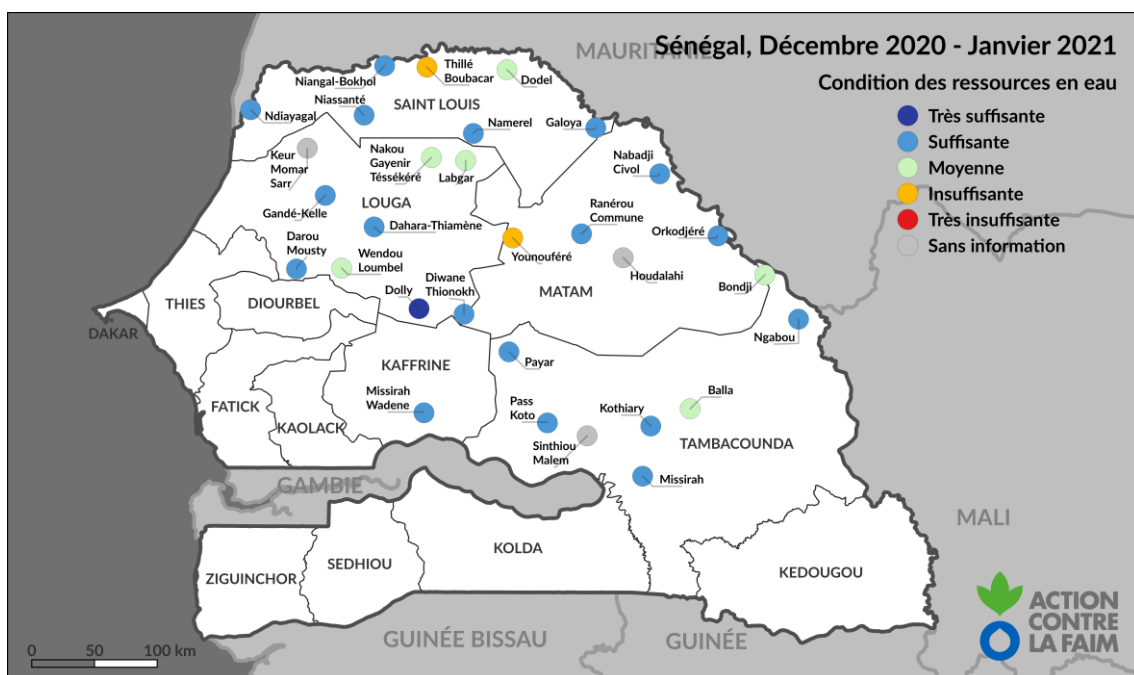 MAURITANIE
Sénégal, Décembre 2020 - Janvier 2021
Condition des ressources en eau
Très suffisante
Suffisante
Moyenne
Insuffisante
Très insuffisante
Sans information
Niangal-Bokhol
Thillé
Boubacar
Dodel
Niassanté
SAINT LOUIS
Ndiayagal
Namerel
Galoya
Keur
Momar
Sarr
Nakou
Gayenir
Téssékéré
Labgar
Nabadji
Civol
Gandé-Kelle
LOUGA
Ranérou
Commune
Dahara-Thiamène
Orkodjéré
Darou
Mousty
Wendou
Loumbel
Younouféré
Houdalahi
Diwane
Thionokh
Dolly
MATAM
Bondji
THIES
DIOURBEL
DAKAR
Ngabou
KAFFRINE
Payar
Missirah
Wadene
Balla
Pass
Koto
Kothiary
FATICK
KAOLACK
Sinthiou
Malem
TAMBACOUNDA
Missirah
GAMBIE
MALI
KOLDA
SEDHIOU
ZIGUINCHOR
KEDOUGOU
GUINÉE BISSAU
GUINÉE
ACTION
CONTRE
LA FAIM
0 50 100 km